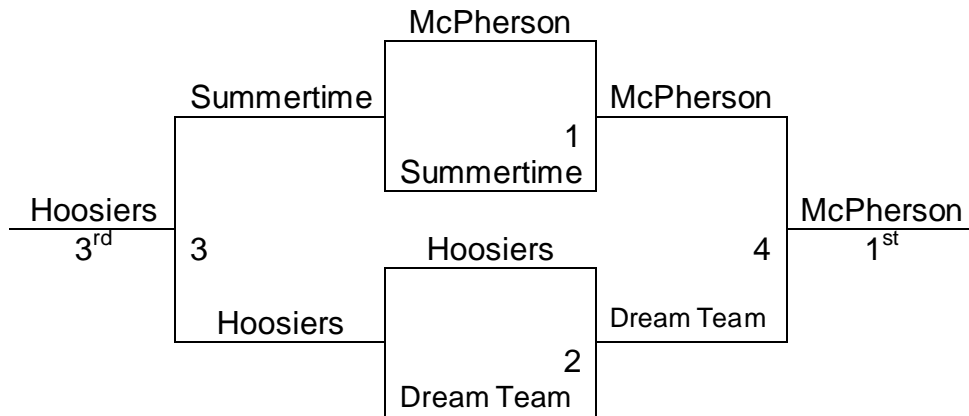 McPherson
Summertime McPherson
1
Summertime
Hoosiers McPherson
3rd 3 Hoosiers 4 1st
Hoosiers Dream Team
2
Dream Team